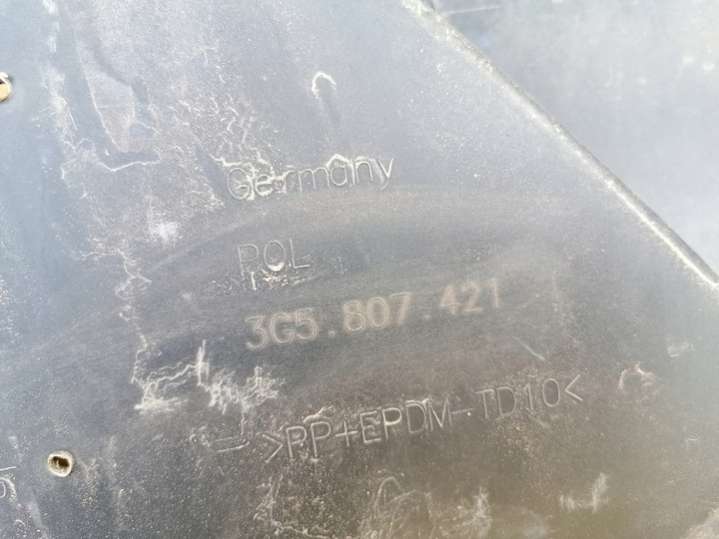 Germany
POL
3G5.807.421
>PP+EPDM-TD10<